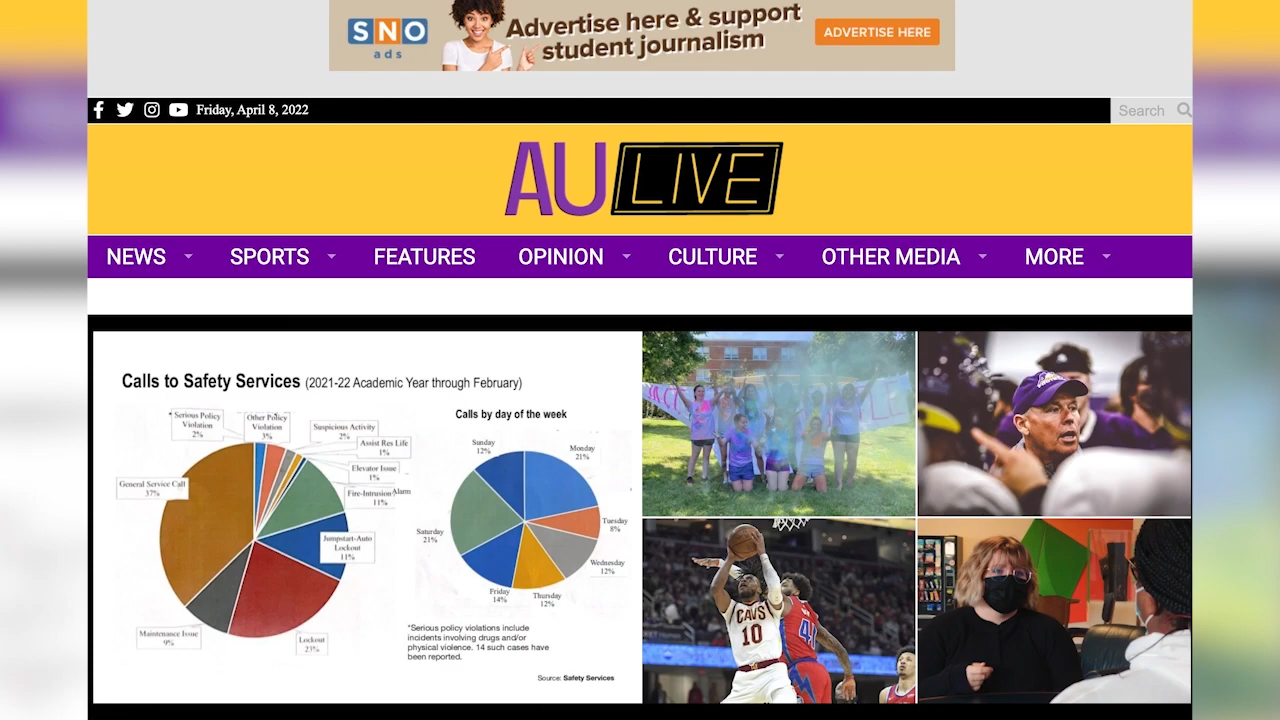 SNO
ads
Advertise here & support
student journalism
ADVERTISE HERE
Friday, April 8, 2022
Search
AU LIVE
NEWS SPORTS FEATURES OPINION CULTURE OTHER MEDIA MORE
Calls to Safety Services (2021-22 Academic Year through February)
Serious Policy
Violation
2%
Other Policy
Violation
3%
Suspicious Activity
2%
Assist Res Life
1%
Elevator Issue
1%
Fire-Intrusion Alarm
11%
General Service Call
37%
Jumpstart-Auto
Lockout
11%
Maintenance Issue
9%
Lockout
23%
Calls by day of the week
Sunday
12%
Monday
21%
Tuesday
8%
Wednesday
12%
Thursday
12%
Friday
14%
Saturday
21%
*Serious policy violations include
incidents involving drugs and/or
physical violence. 14 such cases have
been reported.
Source: Safety Services
CAVS
10